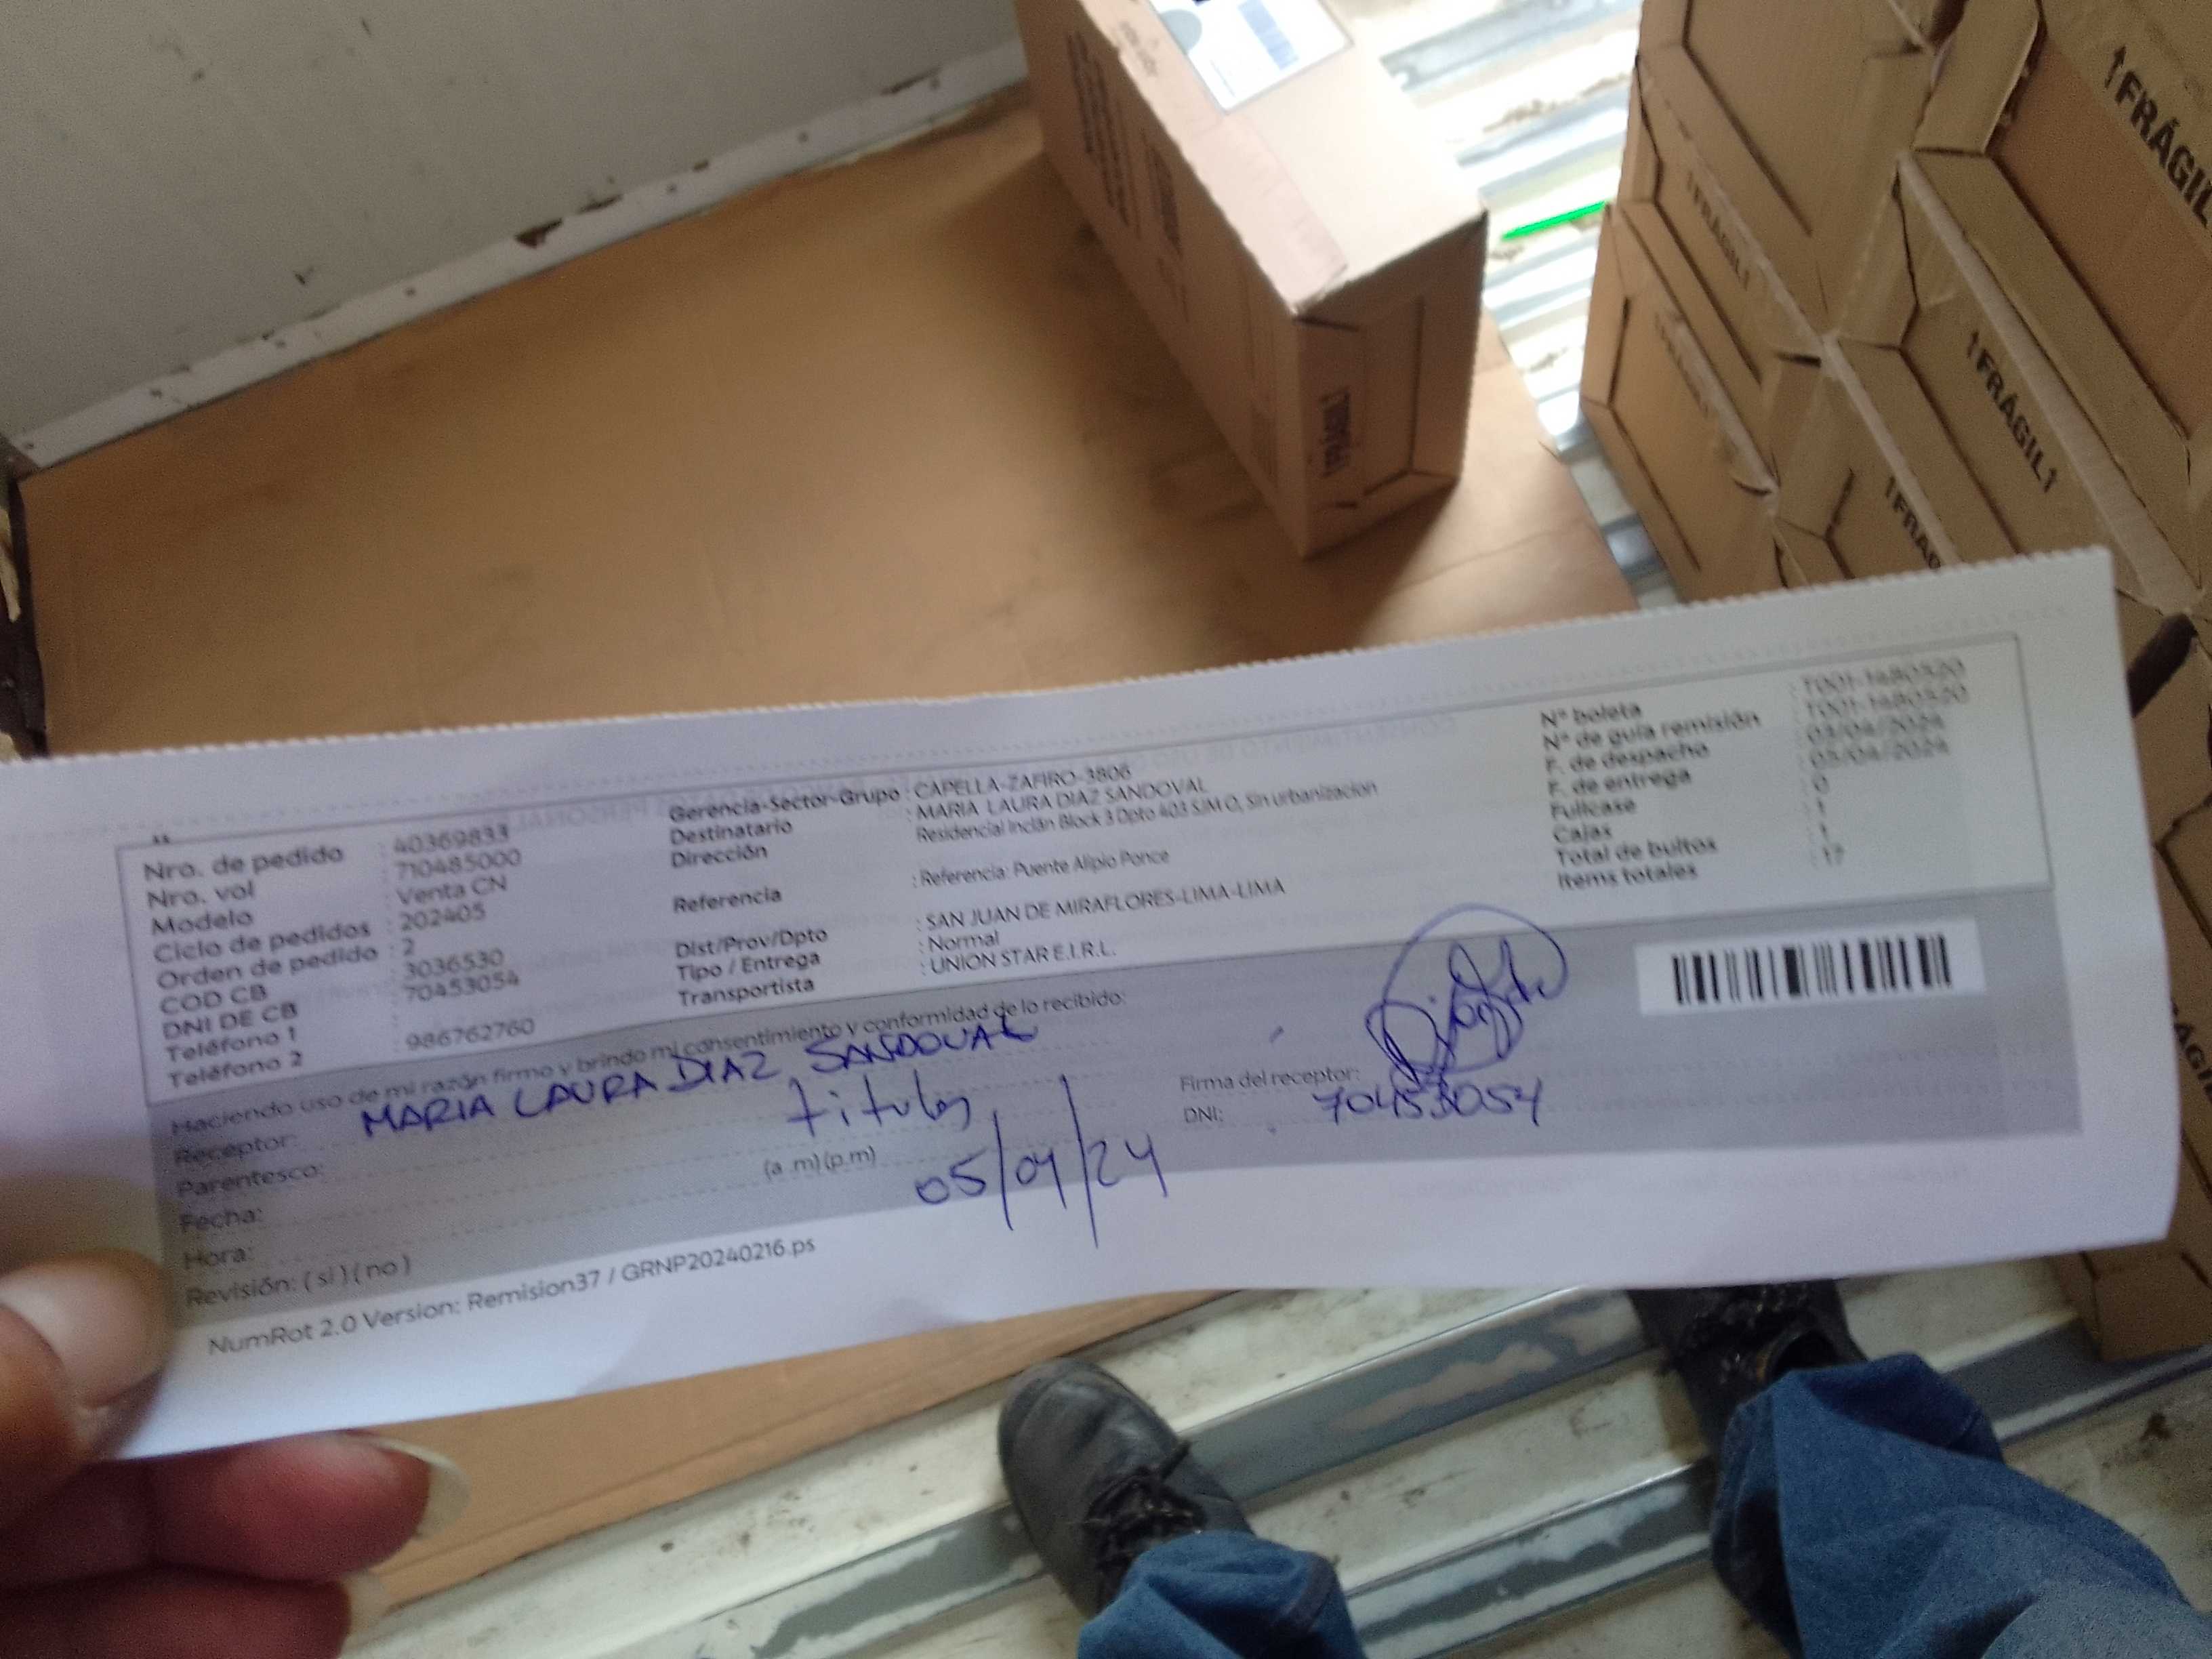 ↑FRÁGIL
↑FRÁGIL↑
Nro. de pedido : 40369833
Nro. vol : 710485000
Modelo : Venta CN
Ciclo de pedidos : 202405
Orden de pedido : 2
COD CB : 3036530
DNI DE CB : 70453054
Teléfono 1 :
Teléfono 2 : 986762760
Gerencia-Sector-Grupo : CAPELLA-ZAFIRO-3806
Destinatario : MARIA LAURA DIAZ SANDOVAL
Dirección : Residencial Inclán Block 3 Dpto 403 SJM O, Sin urbanizacion
Referencia : Referencia: Puente Alipio Ponce
Dist/Prov/Dpto : SAN JUAN DE MIRAFLORES-LIMA-LIMA
Tipo / Entrega : Normal
Transportista : UNION STAR E.I.R.L.
N° boleta : T001-1480320
N° de guía remisión : T001-1480320
F. de despacho : 03/04/2024
F. de entrega : 05/04/2024
Fullcase : 0
Cajas : 1
Total de bultos : 1
Items totales : 17
Haciendo uso de mi razón firmo y brindo mi consentimiento y conformidad de lo recibido:
Receptor: MARIA LAURA DIAZ SANDOVAL
Parentesco: titular
Fecha: 05/04/24
Hora: (a .m) (p.m)
Revisión: ( si ) ( no )
Firma del receptor:
DNI: 70453054
NumRot 2.0 Version: Remision37 / GRNP20240216.ps